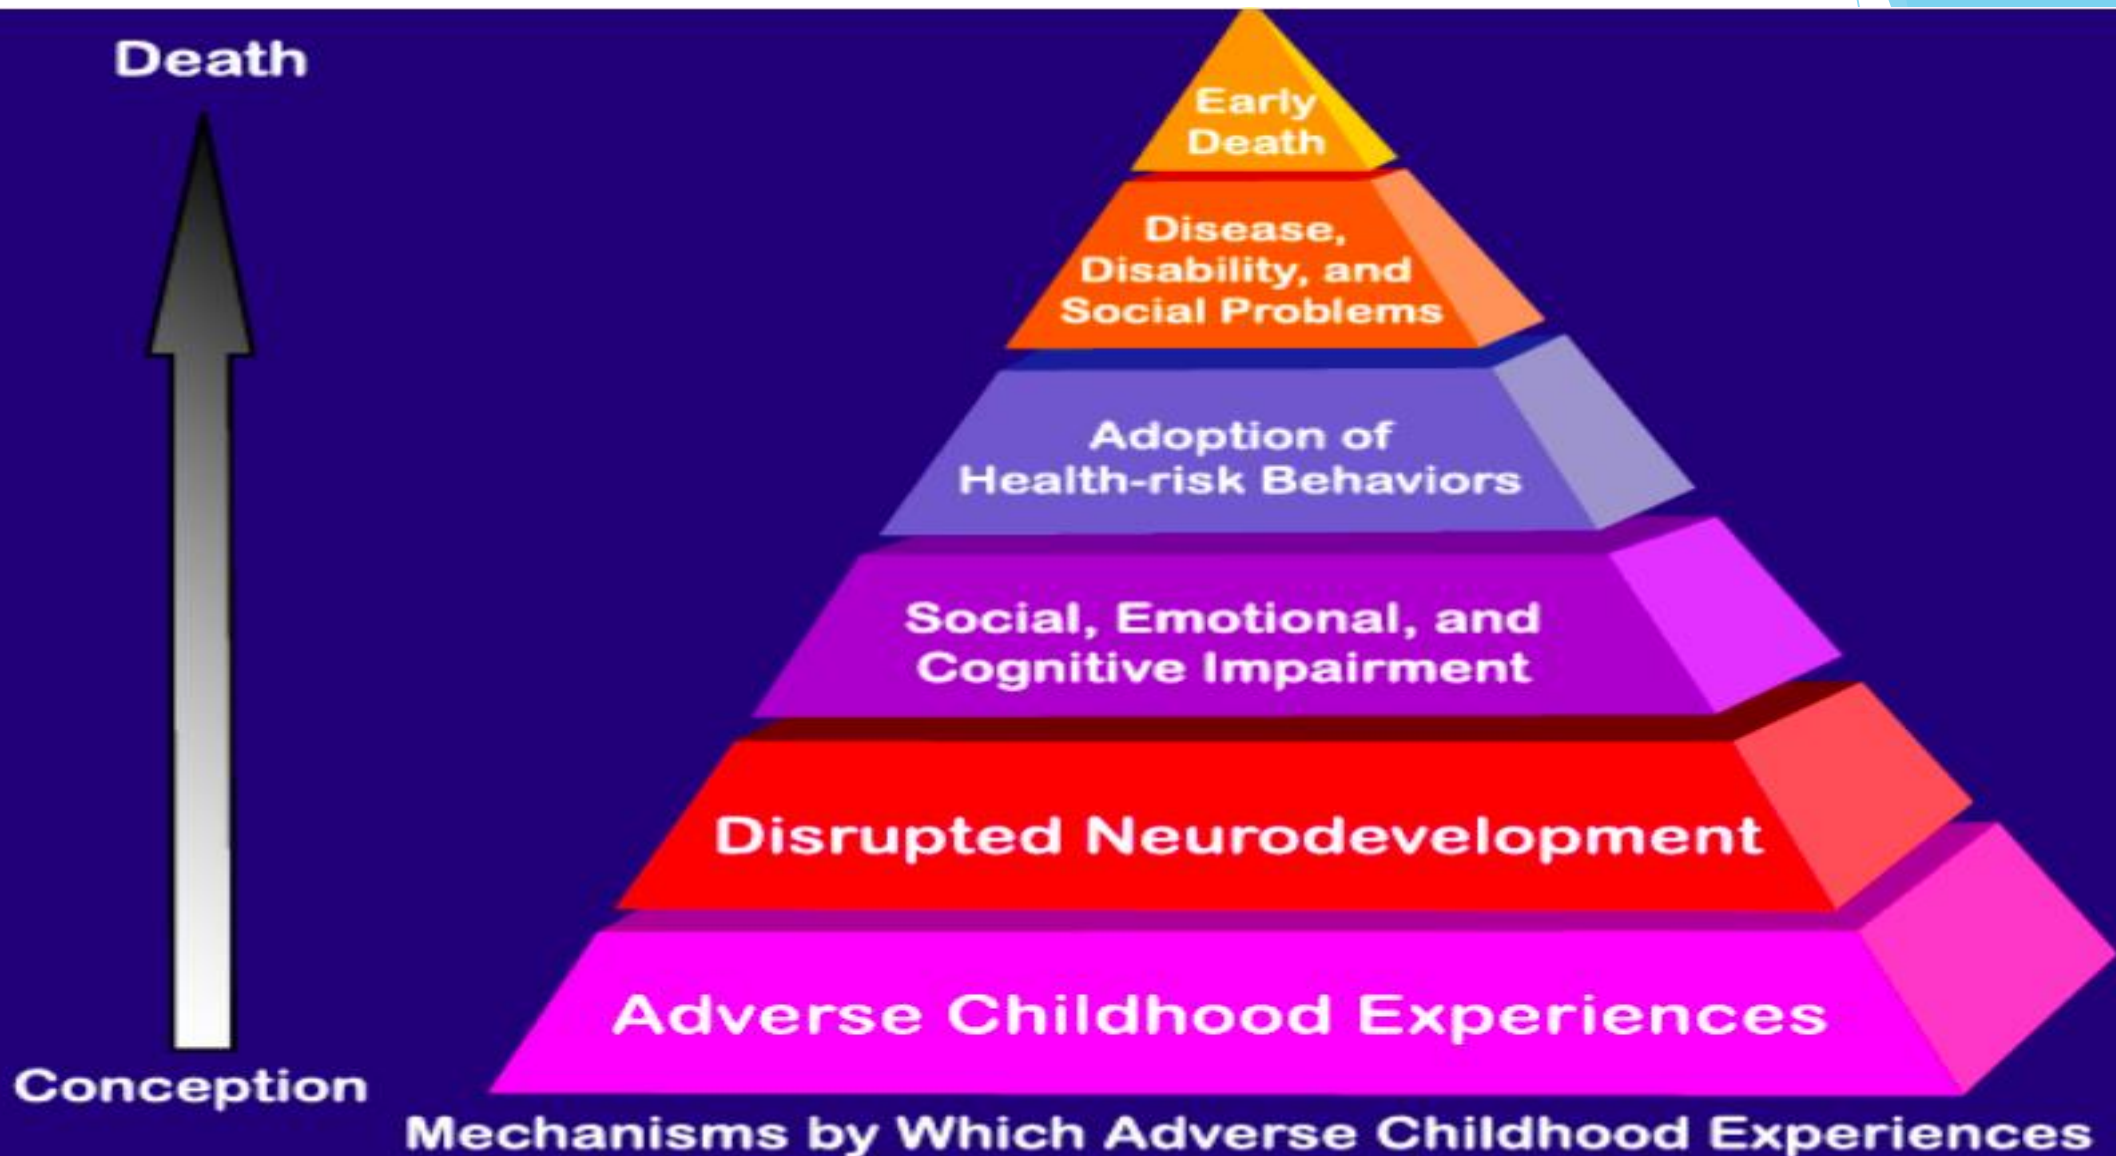 Death
Early
Death
Disease,
Disability, and
Social Problems
Adoption of
Health-risk Behaviors
Social, Emotional, and
Cognitive Impairment
Disrupted Neurodevelopment
Adverse Childhood Experiences
Conception
Mechanisms by Which Adverse Childhood Experiences